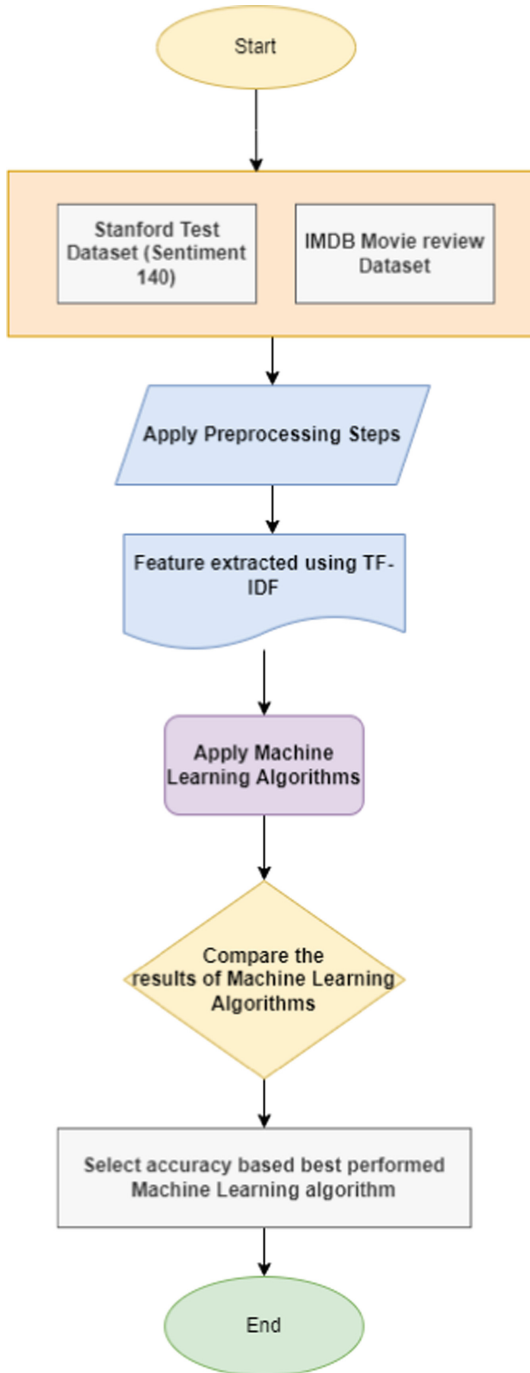 Start
Stanford Test
Dataset (Sentiment
140)
IMDB Movie review
Dataset
Apply Preprocessing Steps
Feature extracted using TF-
IDF
Apply Machine
Learning Algorithms
Compare the
results of Machine Learning
Algorithms
Select accuracy based best performed
Machine Learning algorithm
End